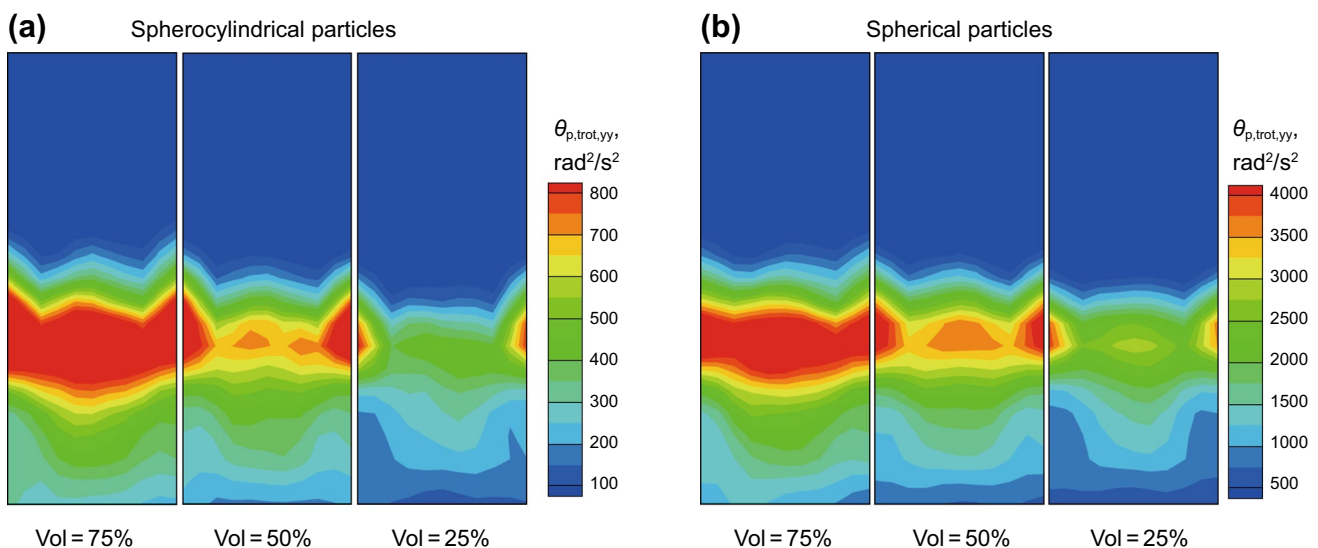 (a)
Spherocylindrical particles
θp,trot,yy,
rad²/s²
800
700
600
500
400
300
200
100
Vol = 75%
Vol = 50%
Vol = 25%
(b)
Spherical particles
θp,trot,yy,
rad²/s²
4000
3500
3000
2500
2000
1500
1000
500
Vol = 75%
Vol = 50%
Vol = 25%